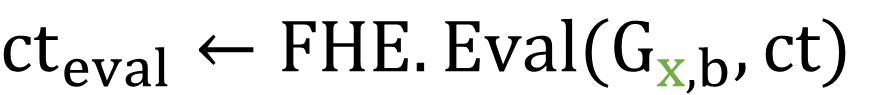 ct_eval ← FHE. Eval(G_x,b, ct)